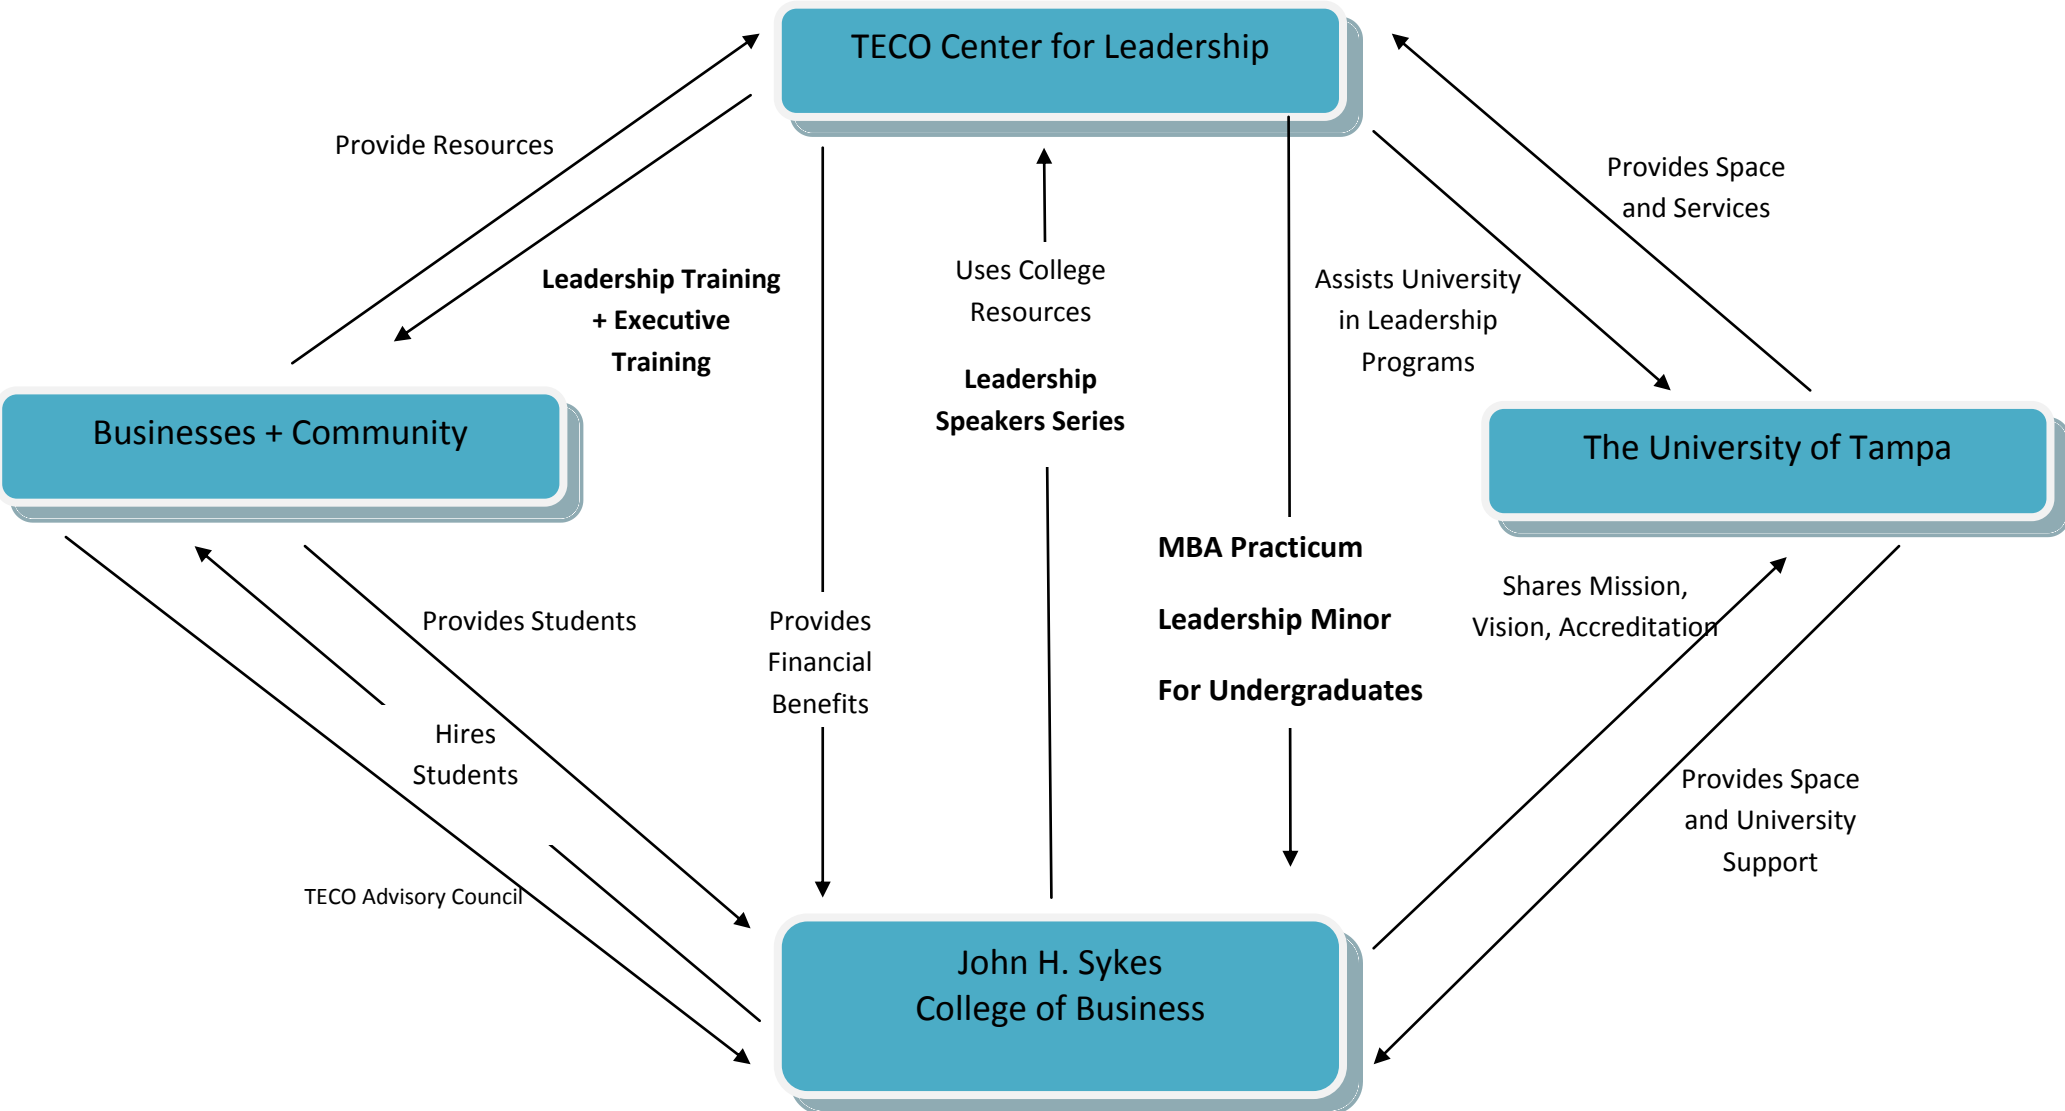 TECO Center for Leadership
Provide Resources
Provides Space
and Services
Leadership Training
+ Executive
Training
Uses College
Resources
Leadership
Speakers Series
Assists University
in Leadership
Programs
Businesses + Community
The University of Tampa
MBA Practicum
Leadership Minor
For Undergraduates
Shares Mission,
Vision, Accreditation
Provides Students
Provides
Financial
Benefits
Hires
Students
Provides Space
and University
Support
TECO Advisory Council
John H. Sykes
College of Business